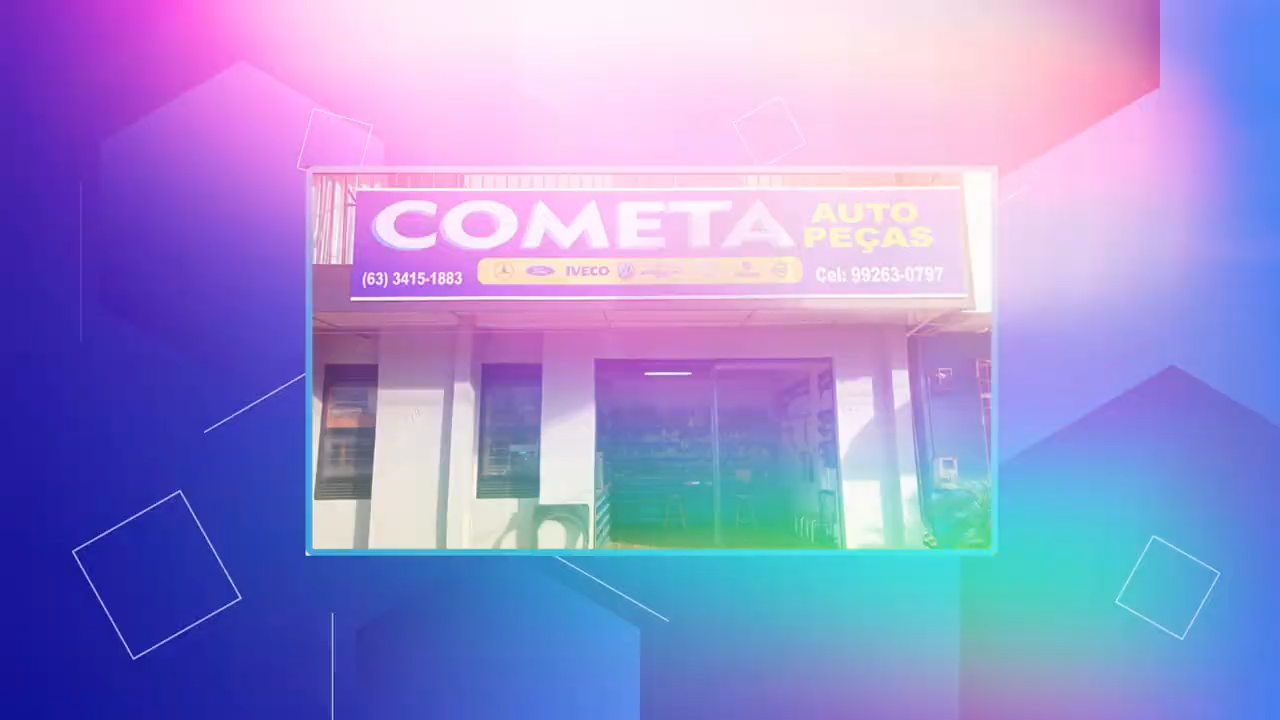 COMETA
AUTO
PEÇAS
(63) 3415-1883
IVECO
Cel: 99263-0797